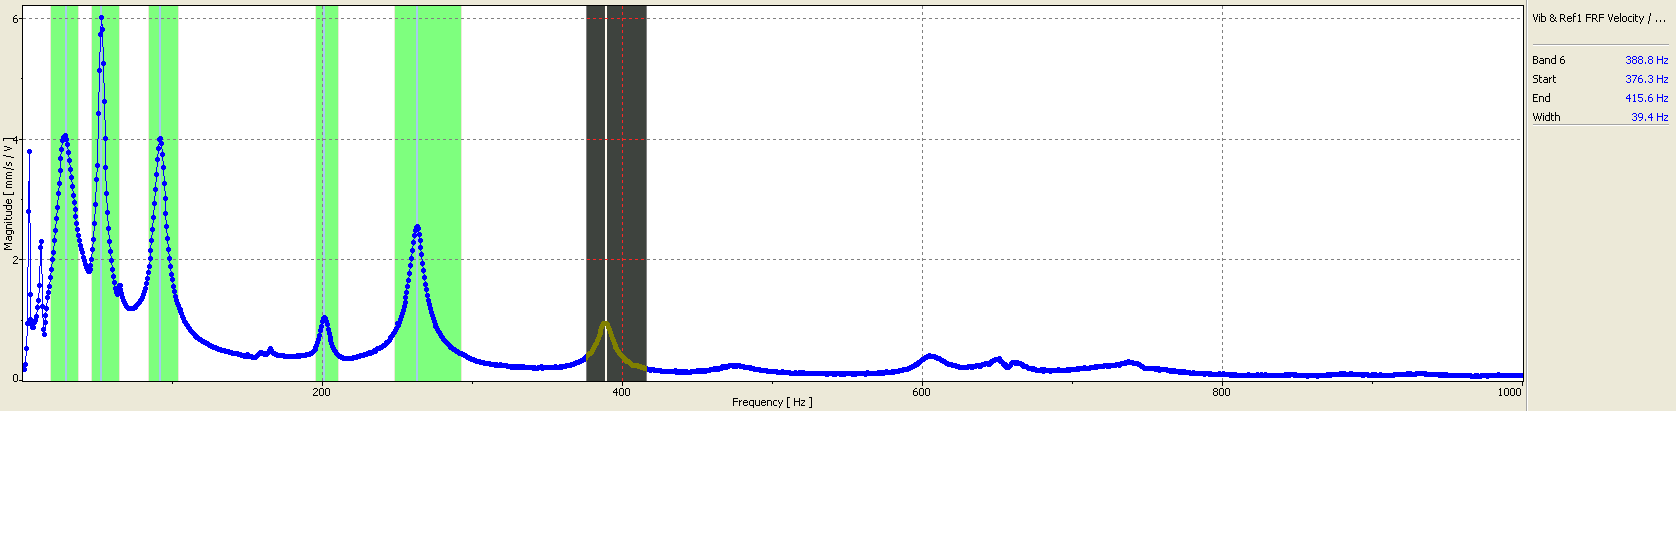 6
4
2
0
Magnitude [ mm/s / V ]
200
400
600
800
1000
Frequency [ Hz ]
Vib & Ref1 FRF Velocity / ...
Band 6 388.8 Hz
Start 376.3 Hz
End 415.6 Hz
Width 39.4 Hz